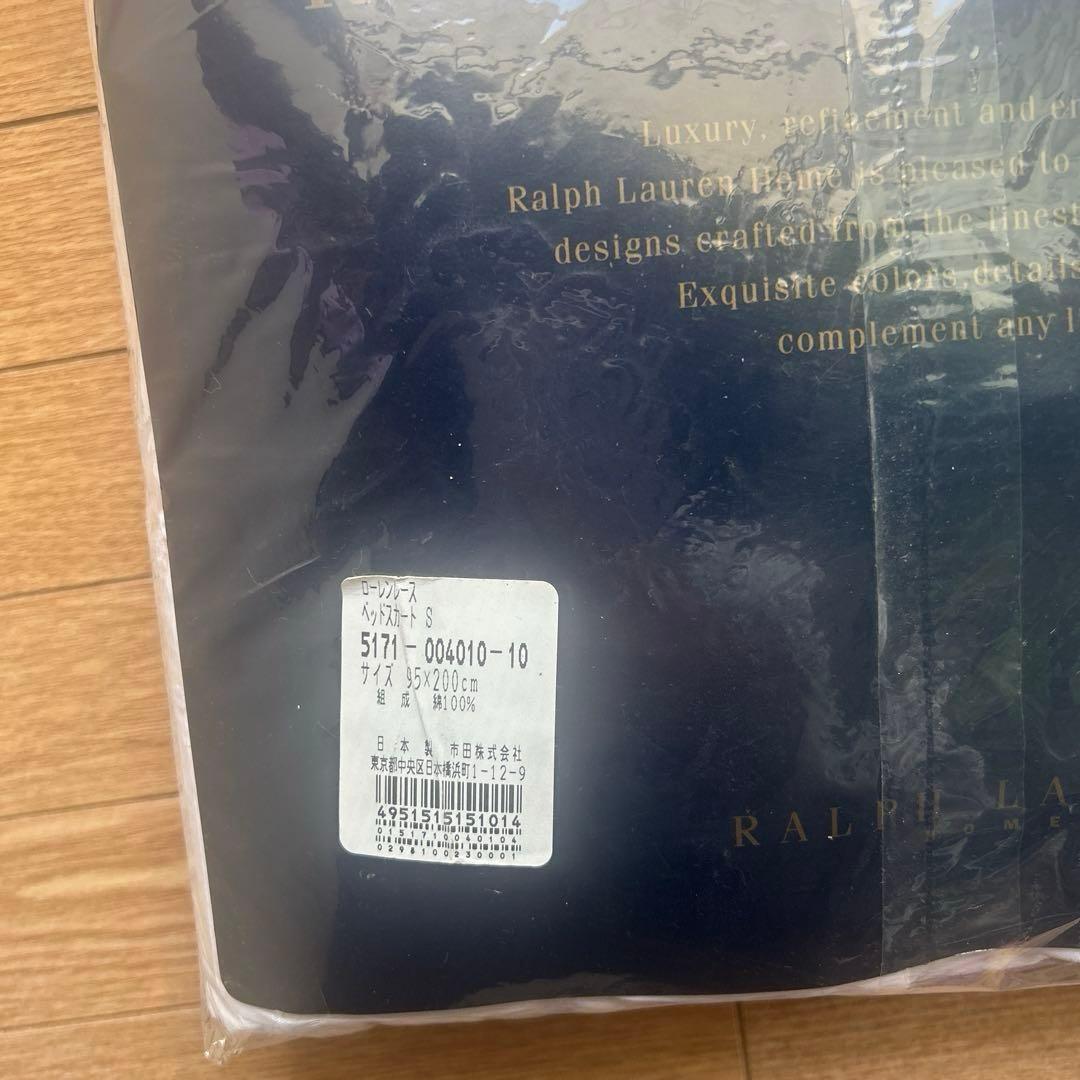 Luxury, refinement and
Ralph Lauren Home is pleased to
designs crafted from the finest
Exquisite colors, details
complement any
ローレンレース
ベッドスカート S
5171-004010-10
サイズ 95×200cm
組 成 綿100%
日 本 製 市田株式会社
東京都中央区日本橋浜町1-12-9
4951515151014
0151710040104
0298100230001
RALPH LA
HOME